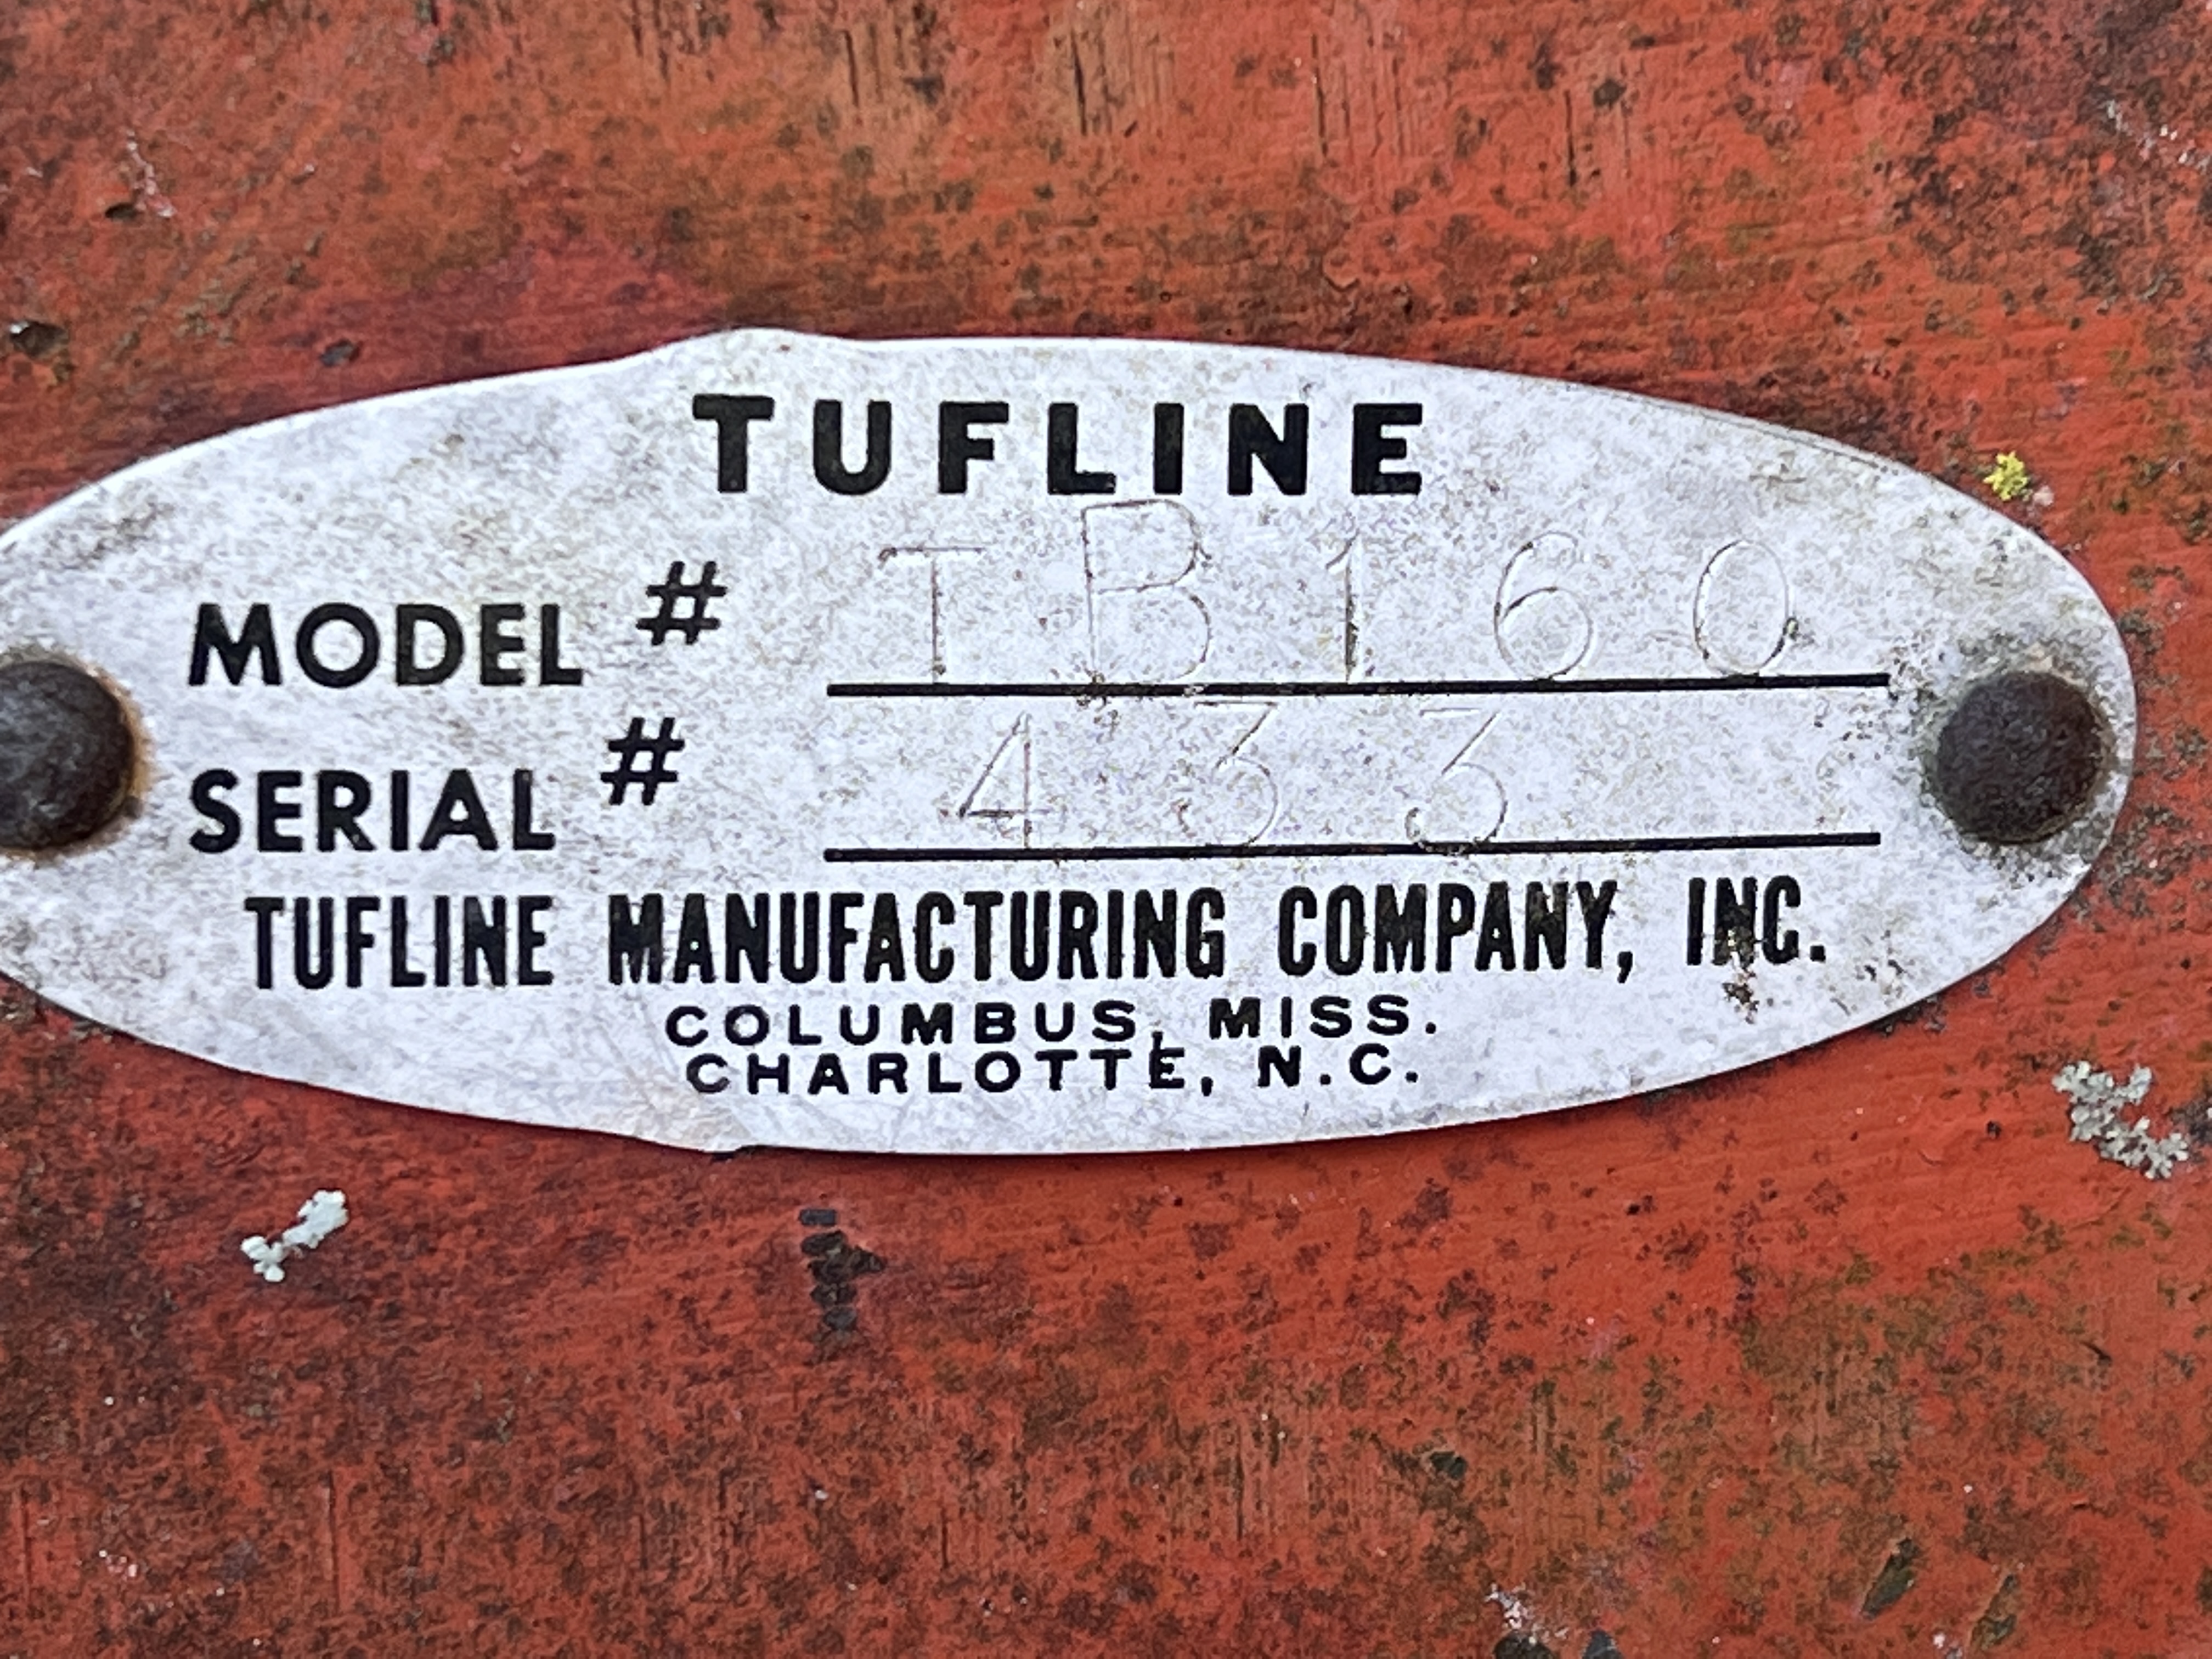 TUFLINE
MODEL # TB160
SERIAL # 433
TUFLINE MANUFACTURING COMPANY, INC.
COLUMBUS, MISS.
CHARLOTTE, N.C.